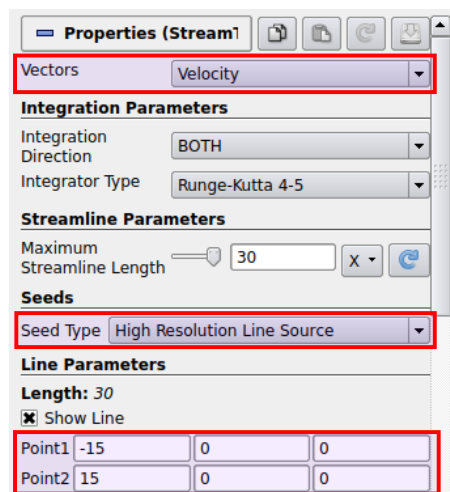 Properties (StreamT
Vectors Velocity
Integration Parameters
Integration Direction BOTH
Integrator Type Runge-Kutta 4-5
Streamline Parameters
Maximum Streamline Length 30 X
Seeds
Seed Type High Resolution Line Source
Line Parameters
Length: 30
Show Line
Point1 -15 0 0
Point2 15 0 0